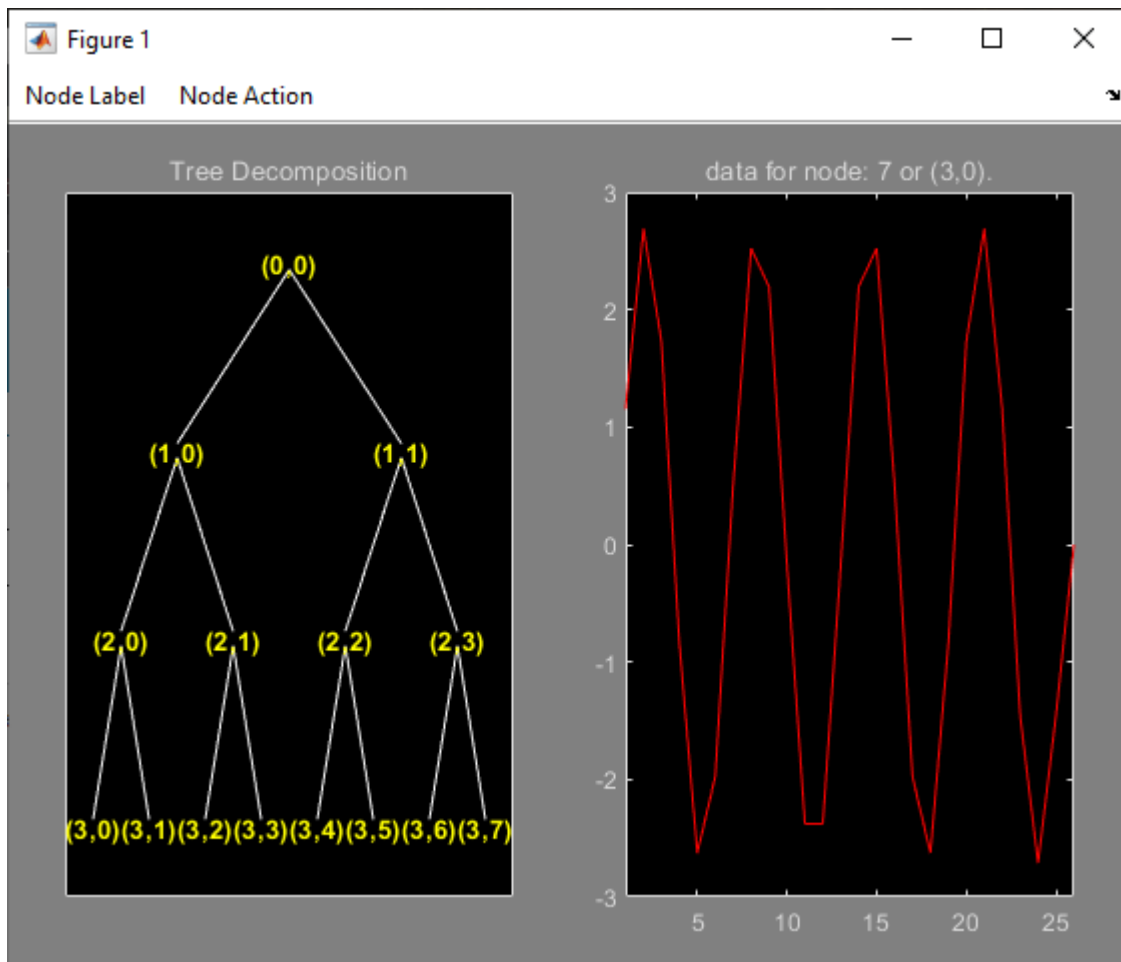 Figure 1
Node Label Node Action
Tree Decomposition
(0,0)
(1,0) (1,1)
(2,0) (2,1) (2,2) (2,3)
(3,0) (3,1) (3,2) (3,3) (3,4) (3,5) (3,6) (3,7)
data for node: 7 or (3,0).
3
2
1
0
-1
-2
-3
5 10 15 20 25